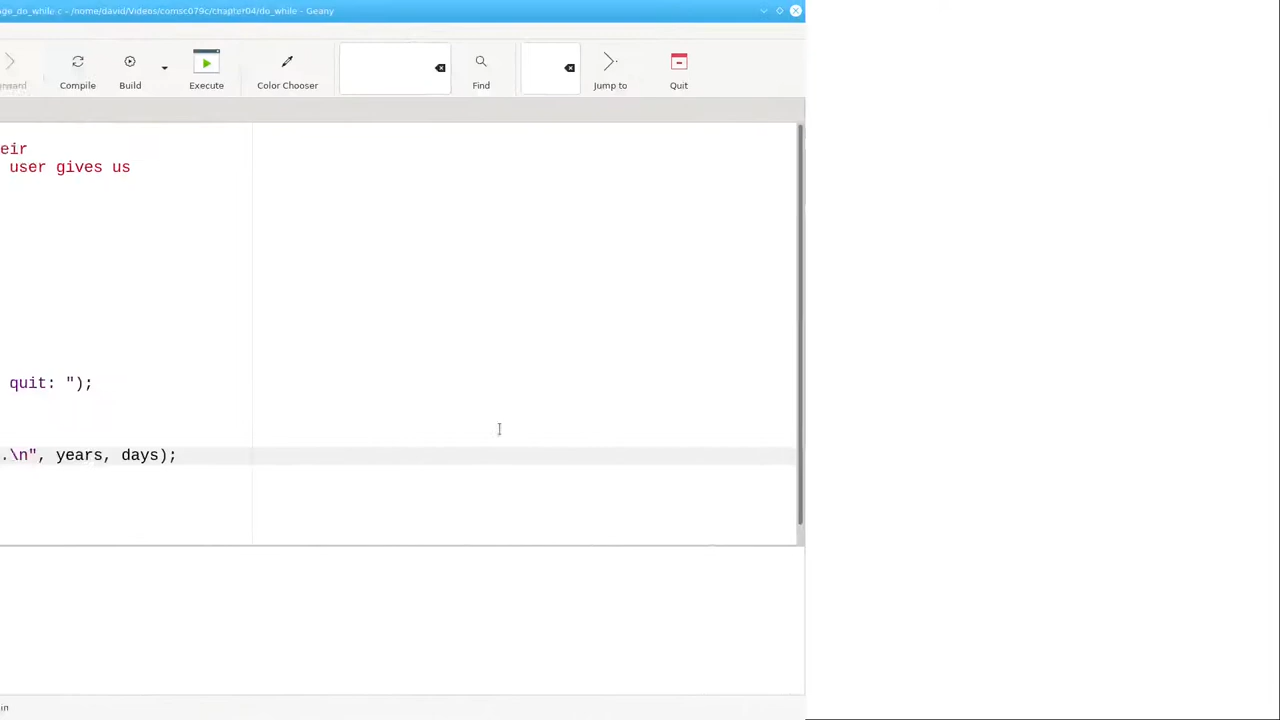 age_do_while.c - /home/david/Videos/comsc079c/chapter04/do_while - Geany
Compile
Build
Execute
Color Chooser
Find
Jump to
Quit
eir
user gives us
quit: ");
.\n", years, days);